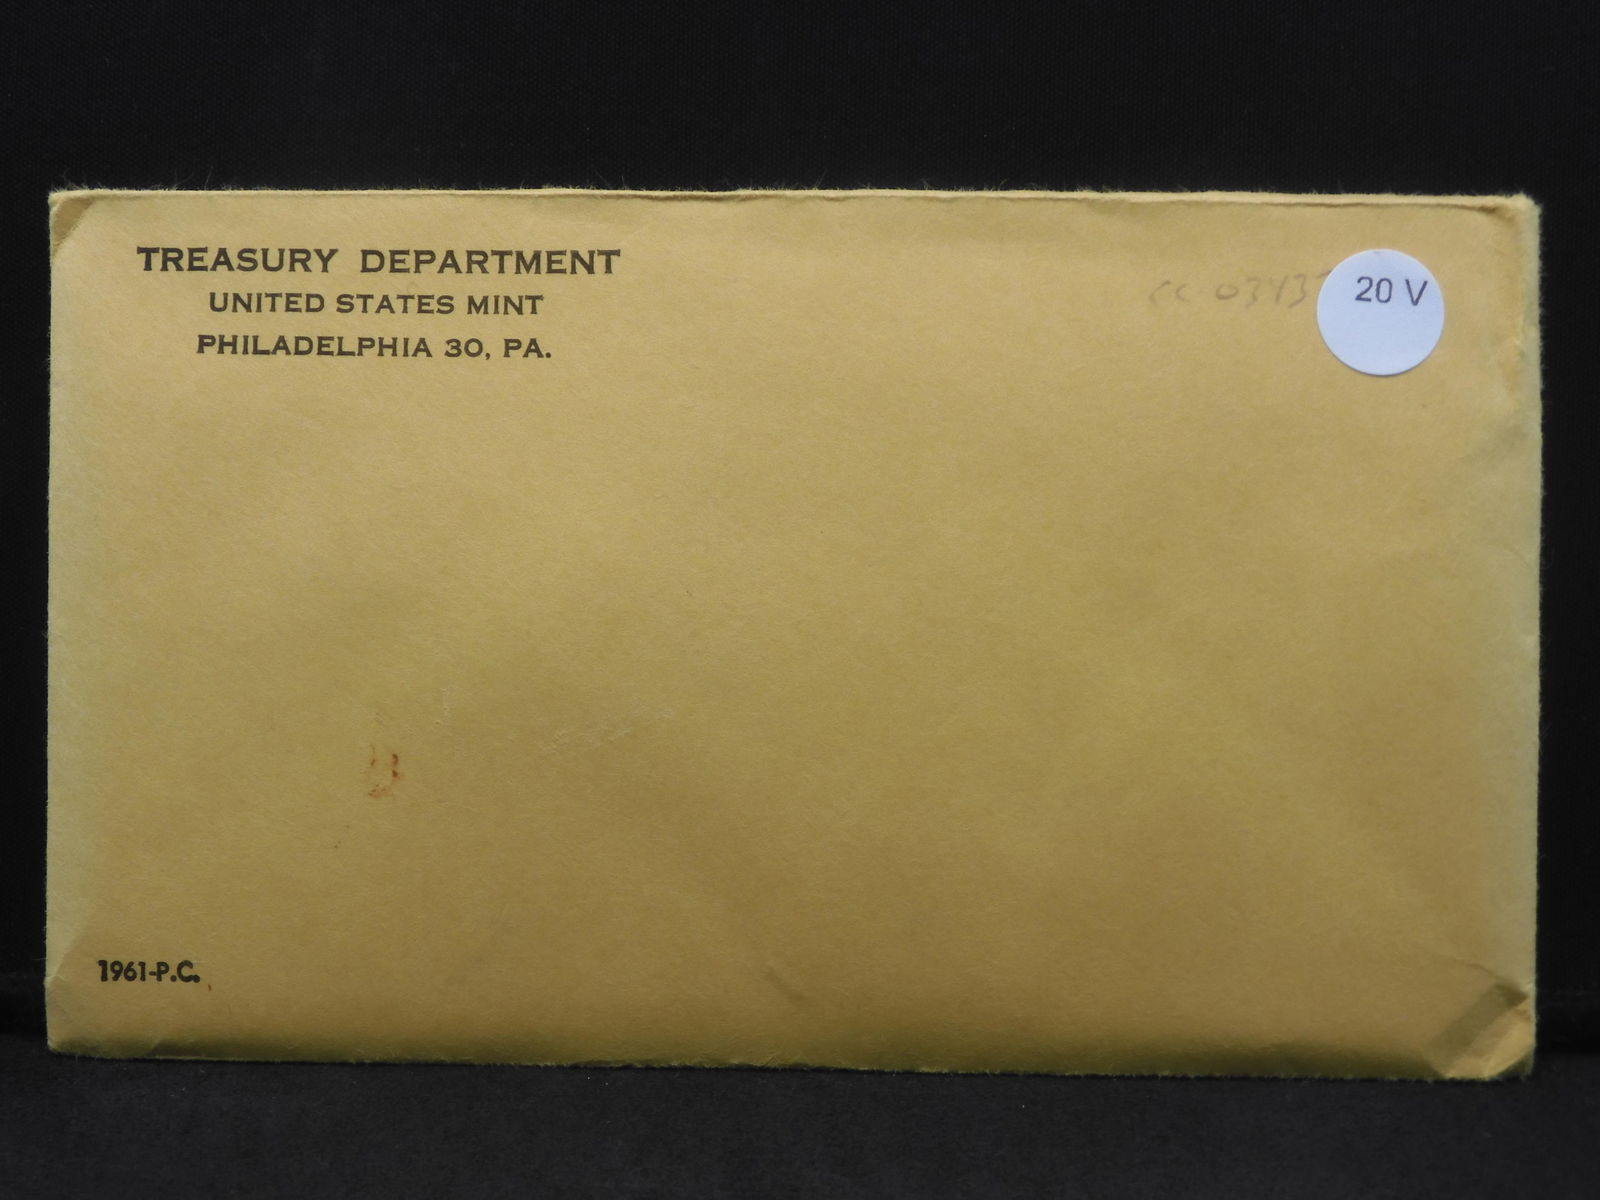 TREASURY DEPARTMENT
UNITED STATES MINT
PHILADELPHIA 30, PA.
20 V
1961-P.C.